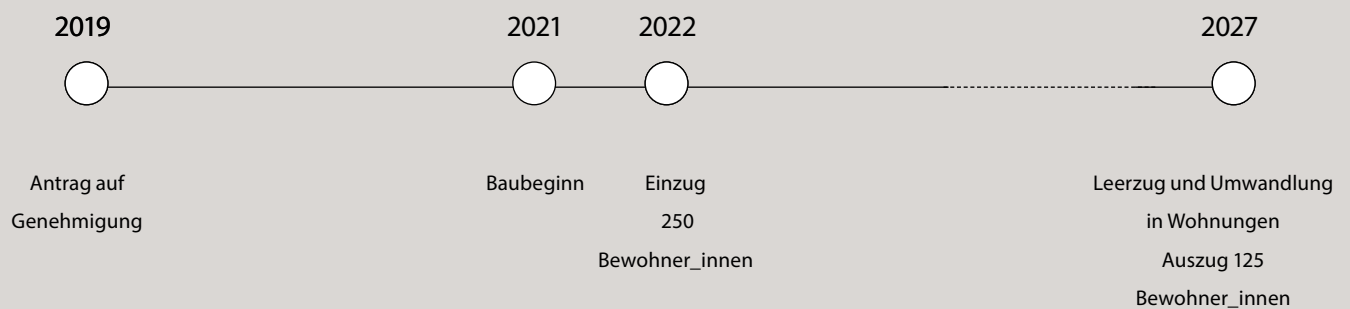 2019
2021
2022
2027
Antrag auf
Genehmigung
Baubeginn
Einzug
250
Bewohner_innen
Leerzug und Umwandlung
in Wohnungen
Auszug 125
Bewohner_innen